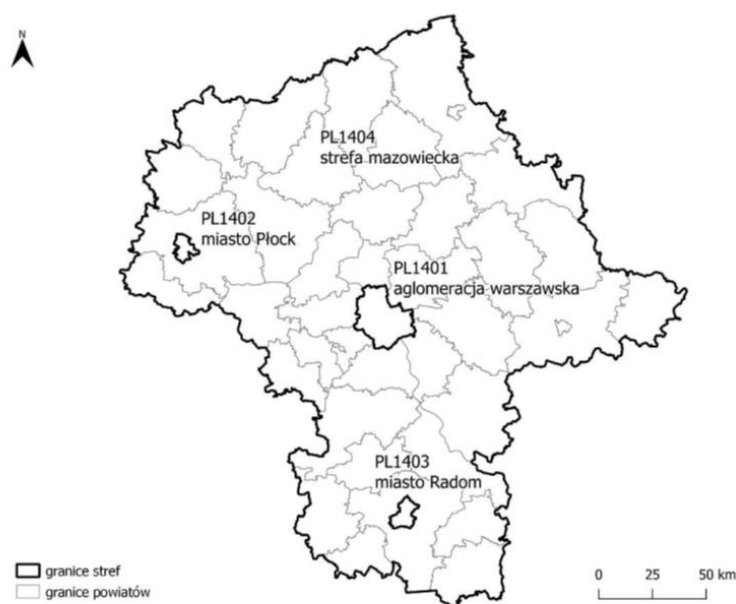 N
PL1404
strefa mazowiecka
PL1402
miasto Płock
PL1401
aglomeracja warszawska
PL1403
miasto Radom
granice stref
granice powiatów
0 25 50 km